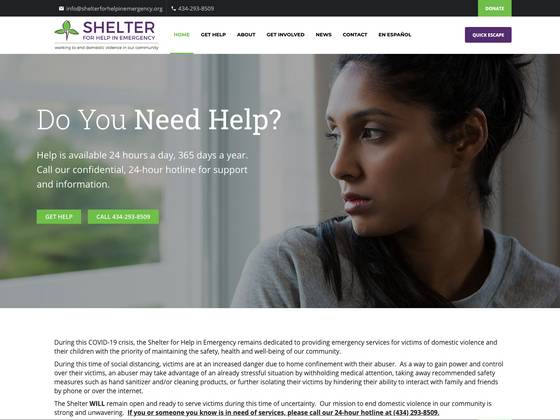 info@shelterforhelpinemergency.org 434-293-8509 DONATE
SHELTER
FOR HELP IN EMERGENCY
working to end domestic violence in our community
HOME GET HELP ABOUT GET INVOLVED NEWS CONTACT EN ESPAÑOL QUICK ESCAPE
Do You Need Help?
Help is available 24 hours a day, 365 days a year.
Call our confidential, 24-hour hotline for support
and information.
GET HELP CALL 434-293-8509
During this COVID-19 crisis, the Shelter for Help in Emergency remains dedicated to providing emergency services for victims of domestic violence and
their children with the priority of maintaining the safety, health and well-being of our community.
During this time of social distancing, victims are at an increased danger due to home confinement with their abuser. As a way to gain power and control
over their victims, an abuser may take advantage of an already stressful situation by withholding medical attention, taking away recommended safety
measures such as hand sanitizer and/or cleaning products, or further isolating their victims by hindering their ability to interact with family and friends
by phone or over the internet.
The Shelter WILL remain open and ready to serve victims during this time of uncertainty. Our mission to end domestic violence in our community is
strong and unwavering. If you or someone you know is in need of services, please call our 24-hour hotline at (434) 293-8509.